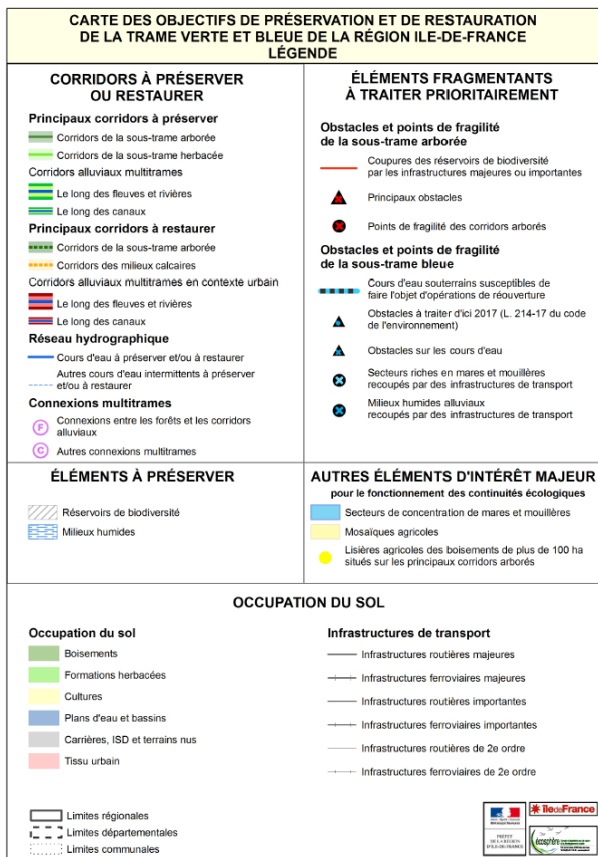 CARTE DES OBJECTIFS DE PRÉSERVATION ET DE RESTAURATION
DE LA TRAME VERTE ET BLEUE DE LA RÉGION ILE-DE-FRANCE
LÉGENDE
CORRIDORS À PRÉSERVER
OU RESTAURER
Principaux corridors à préserver
Corridors de la sous-trame arborée
Corridors de la sous-trame herbacée
Corridors alluviaux multitrames
Le long des fleuves et rivières
Le long des canaux
Principaux corridors à restaurer
Corridors de la sous-trame arborée
Corridors des milieux calcaires
Corridors alluviaux multitrames en contexte urbain
Le long des fleuves et rivières
Le long des canaux
Réseau hydrographique
Cours d'eau à préserver et/ou à restaurer
Autres cours d'eau intermittents à préserver
et/ou à restaurer
Connexions multitrames
F
Connexions entre les forêts et les corridors
alluviaux
C
Autres connexions multitrames
ÉLÉMENTS FRAGMENTANTS
À TRAITER PRIORITAIREMENT
Obstacles et points de fragilité
de la sous-trame arborée
Coupures des réservoirs de biodiversité
par les infrastructures majeures ou importantes
Principaux obstacles
Points de fragilité des corridors arborés
Obstacles et points de fragilité
de la sous-trame bleue
Cours d'eau souterrains susceptibles de
faire l'objet d'opérations de réouverture
Obstacles à traiter d'ici 2017 (L. 214-17 du code
de l'environnement)
Obstacles sur les cours d'eau
Secteurs riches en mares et mouillères
recoupés par des infrastructures de transport
Milieux humides alluviaux
recoupés par des infrastructures de transport
ÉLÉMENTS À PRÉSERVER
Réservoirs de biodiversité
Milieux humides
AUTRES ÉLÉMENTS D'INTÉRÊT MAJEUR
pour le fonctionnement des continuités écologiques
Secteurs de concentration de mares et mouillères
Mosaïques agricoles
Lisières agricoles des boisements de plus de 100 ha
situés sur les principaux corridors arborés
OCCUPATION DU SOL
Occupation du sol
Boisements
Formations herbacées
Cultures
Plans d'eau et bassins
Carrières, ISD et terrains nus
Tissu urbain
Infrastructures de transport
Infrastructures routières majeures
Infrastructures ferroviaires majeures
Infrastructures routières importantes
Infrastructures ferroviaires importantes
Infrastructures routières de 2e ordre
Infrastructures ferroviaires de 2e ordre
Limites régionales
Limites départementales
Limites communales
PRÉFET
DE LA RÉGION
D'ÎLE-DE-FRANCE
îledeFrance
écosphère